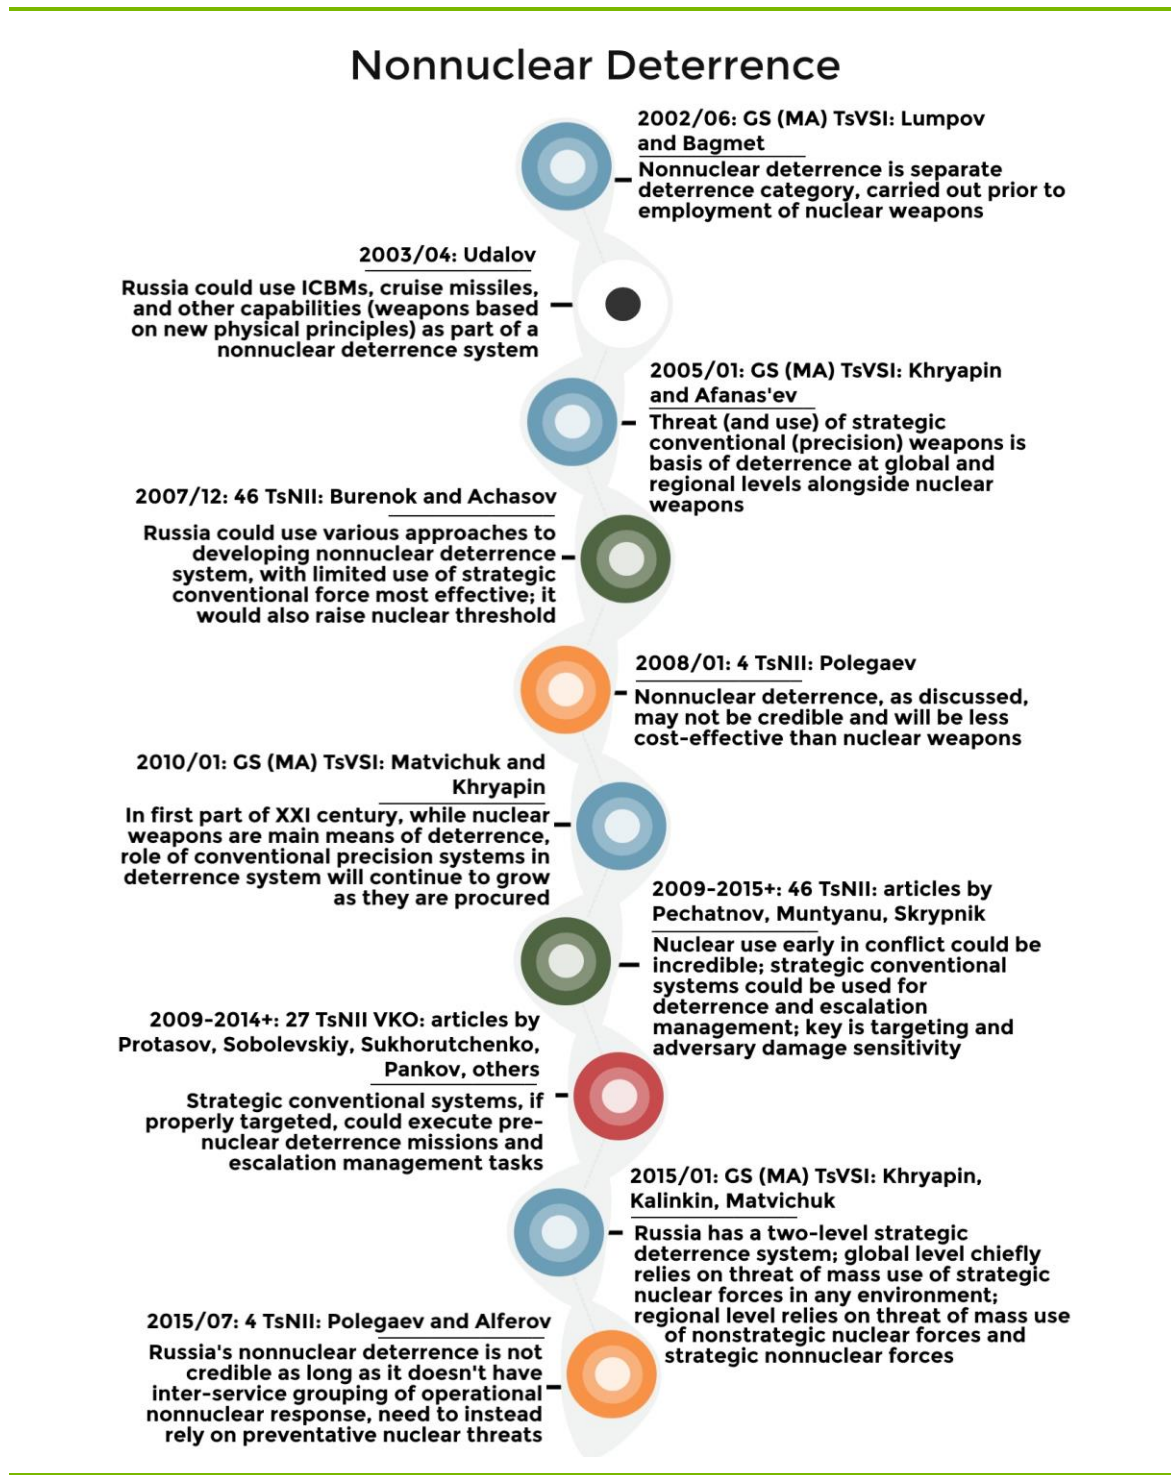 Nonnuclear Deterrence
2002/06: GS (MA) TsVSI: Lumpov
and Bagmet
Nonnuclear deterrence is separate
deterrence category, carried out prior to
employment of nuclear weapons
2003/04: Udalov
Russia could use ICBMs, cruise missiles,
and other capabilities (weapons based
on new physical principles) as part of a
nonnuclear deterrence system
2005/01: GS (MA) TsVSI: Khryapin
and Afanas'ev
Threat (and use) of strategic
conventional (precision) weapons is
basis of deterrence at global and
regional levels alongside nuclear
weapons
2007/12: 46 TsNII: Burenok and Achasov
Russia could use various approaches to
developing nonnuclear deterrence
system, with limited use of strategic
conventional force most effective; it
would also raise nuclear threshold
2008/01: 4 TsNII: Polegaev
Nonnuclear deterrence, as discussed,
may not be credible and will be less
cost-effective than nuclear weapons
2010/01: GS (MA) TsVSI: Matvichuk and
Khryapin
In first part of XXI century, while nuclear
weapons are main means of deterrence,
role of conventional precision systems in
deterrence system will continue to grow
as they are procured
2009-2015+: 46 TsNII: articles by
Pechatnov, Muntyanu, Skrypnik
Nuclear use early in conflict could be
incredible; strategic conventional
systems could be used for
deterrence and escalation
management; key is targeting and
adversary damage sensitivity
2009-2014+: 27 TsNII VKO: articles by
Protasov, Sobolevskiy, Sukhorutchenko,
Pankov, others
Strategic conventional systems, if
properly targeted, could execute pre-
nuclear deterrence missions and
escalation management tasks
2015/01: GS (MA) TsVSI: Khryapin,
Kalinkin, Matvichuk
Russia has a two-level strategic
deterrence system; global level chiefly
relies on threat of mass use of strategic
nuclear forces in any environment;
regional level relies on threat of mass use
of nonstrategic nuclear forces and
strategic nonnuclear forces
2015/07: 4 TsNII: Polegaev and Alferov
Russia's nonnuclear deterrence is not
credible as long as it doesn't have
inter-service grouping of operational
nonnuclear response, need to instead
rely on preventative nuclear threats